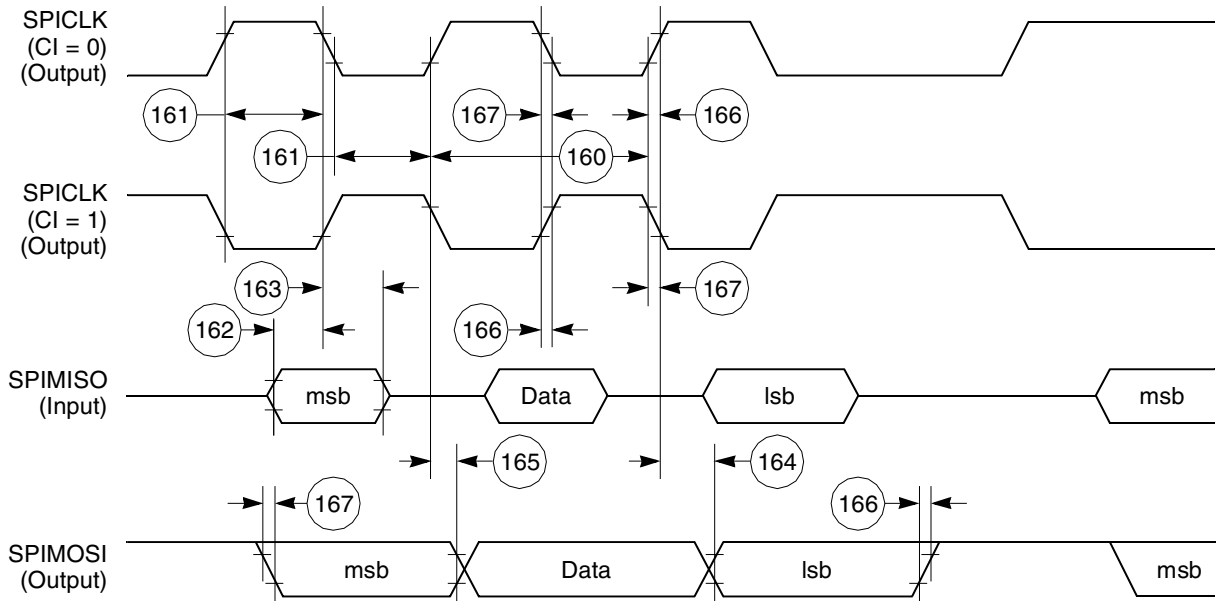 SPICLK
(CI = 0)
(Output)
161
167
166
161
160
SPICLK
(CI = 1)
(Output)
163
167
162
166
SPIMISO
(Input)
msb
Data
lsb
msb
165
164
167
166
SPIMOSI
(Output)
msb
Data
lsb
msb